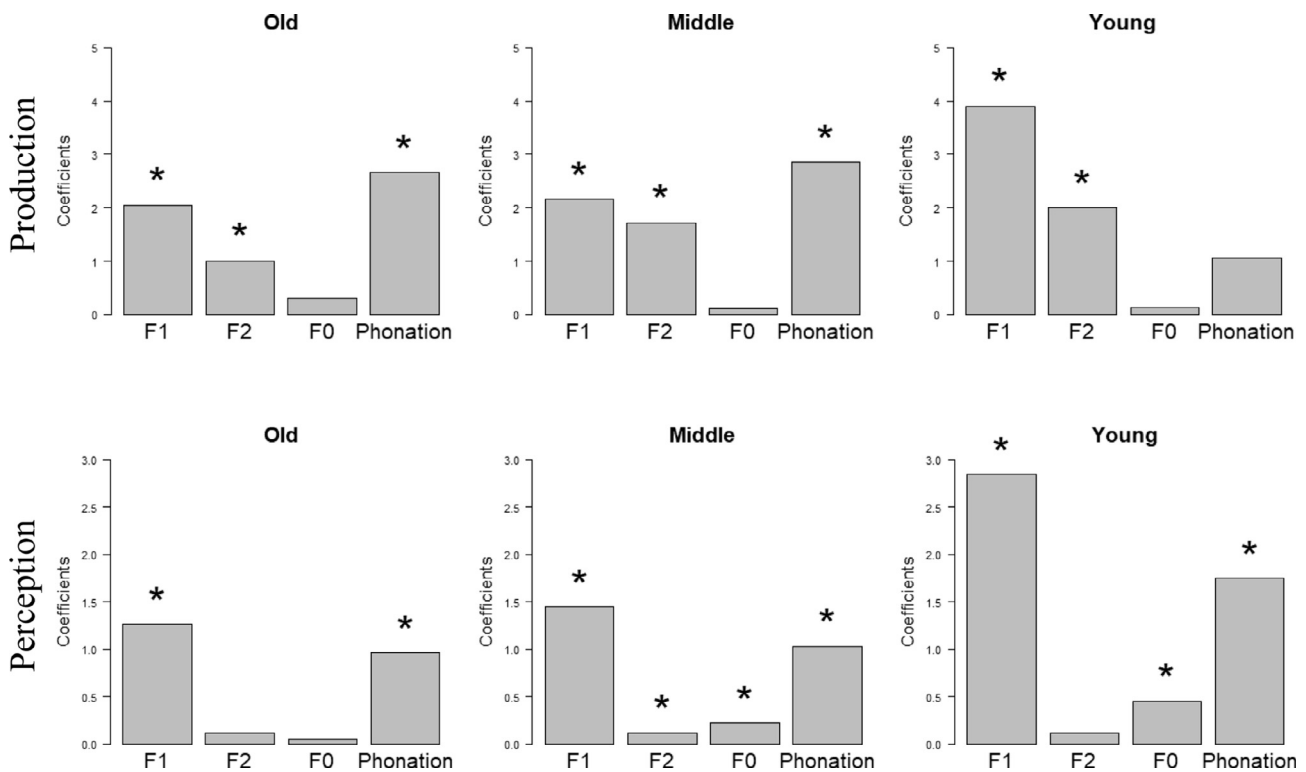 Old Middle Young
Production
Coefficients Coefficients Coefficients
5 5 5
4 4 4
3 3 3
2 2 2
1 1 1
0 0 0
* * * * * * * *
F1 F2 F0 Phonation F1 F2 F0 Phonation F1 F2 F0 Phonation
Old Middle Young
Perception
Coefficients Coefficients Coefficients
3.0 3.0 3.0
2.5 2.5 2.5
2.0 2.0 2.0
1.5 1.5 1.5
1.0 1.0 1.0
0.5 0.5 0.5
0.0 0.0 0.0
* * * * * * * * *
F1 F2 F0 Phonation F1 F2 F0 Phonation F1 F2 F0 Phonation